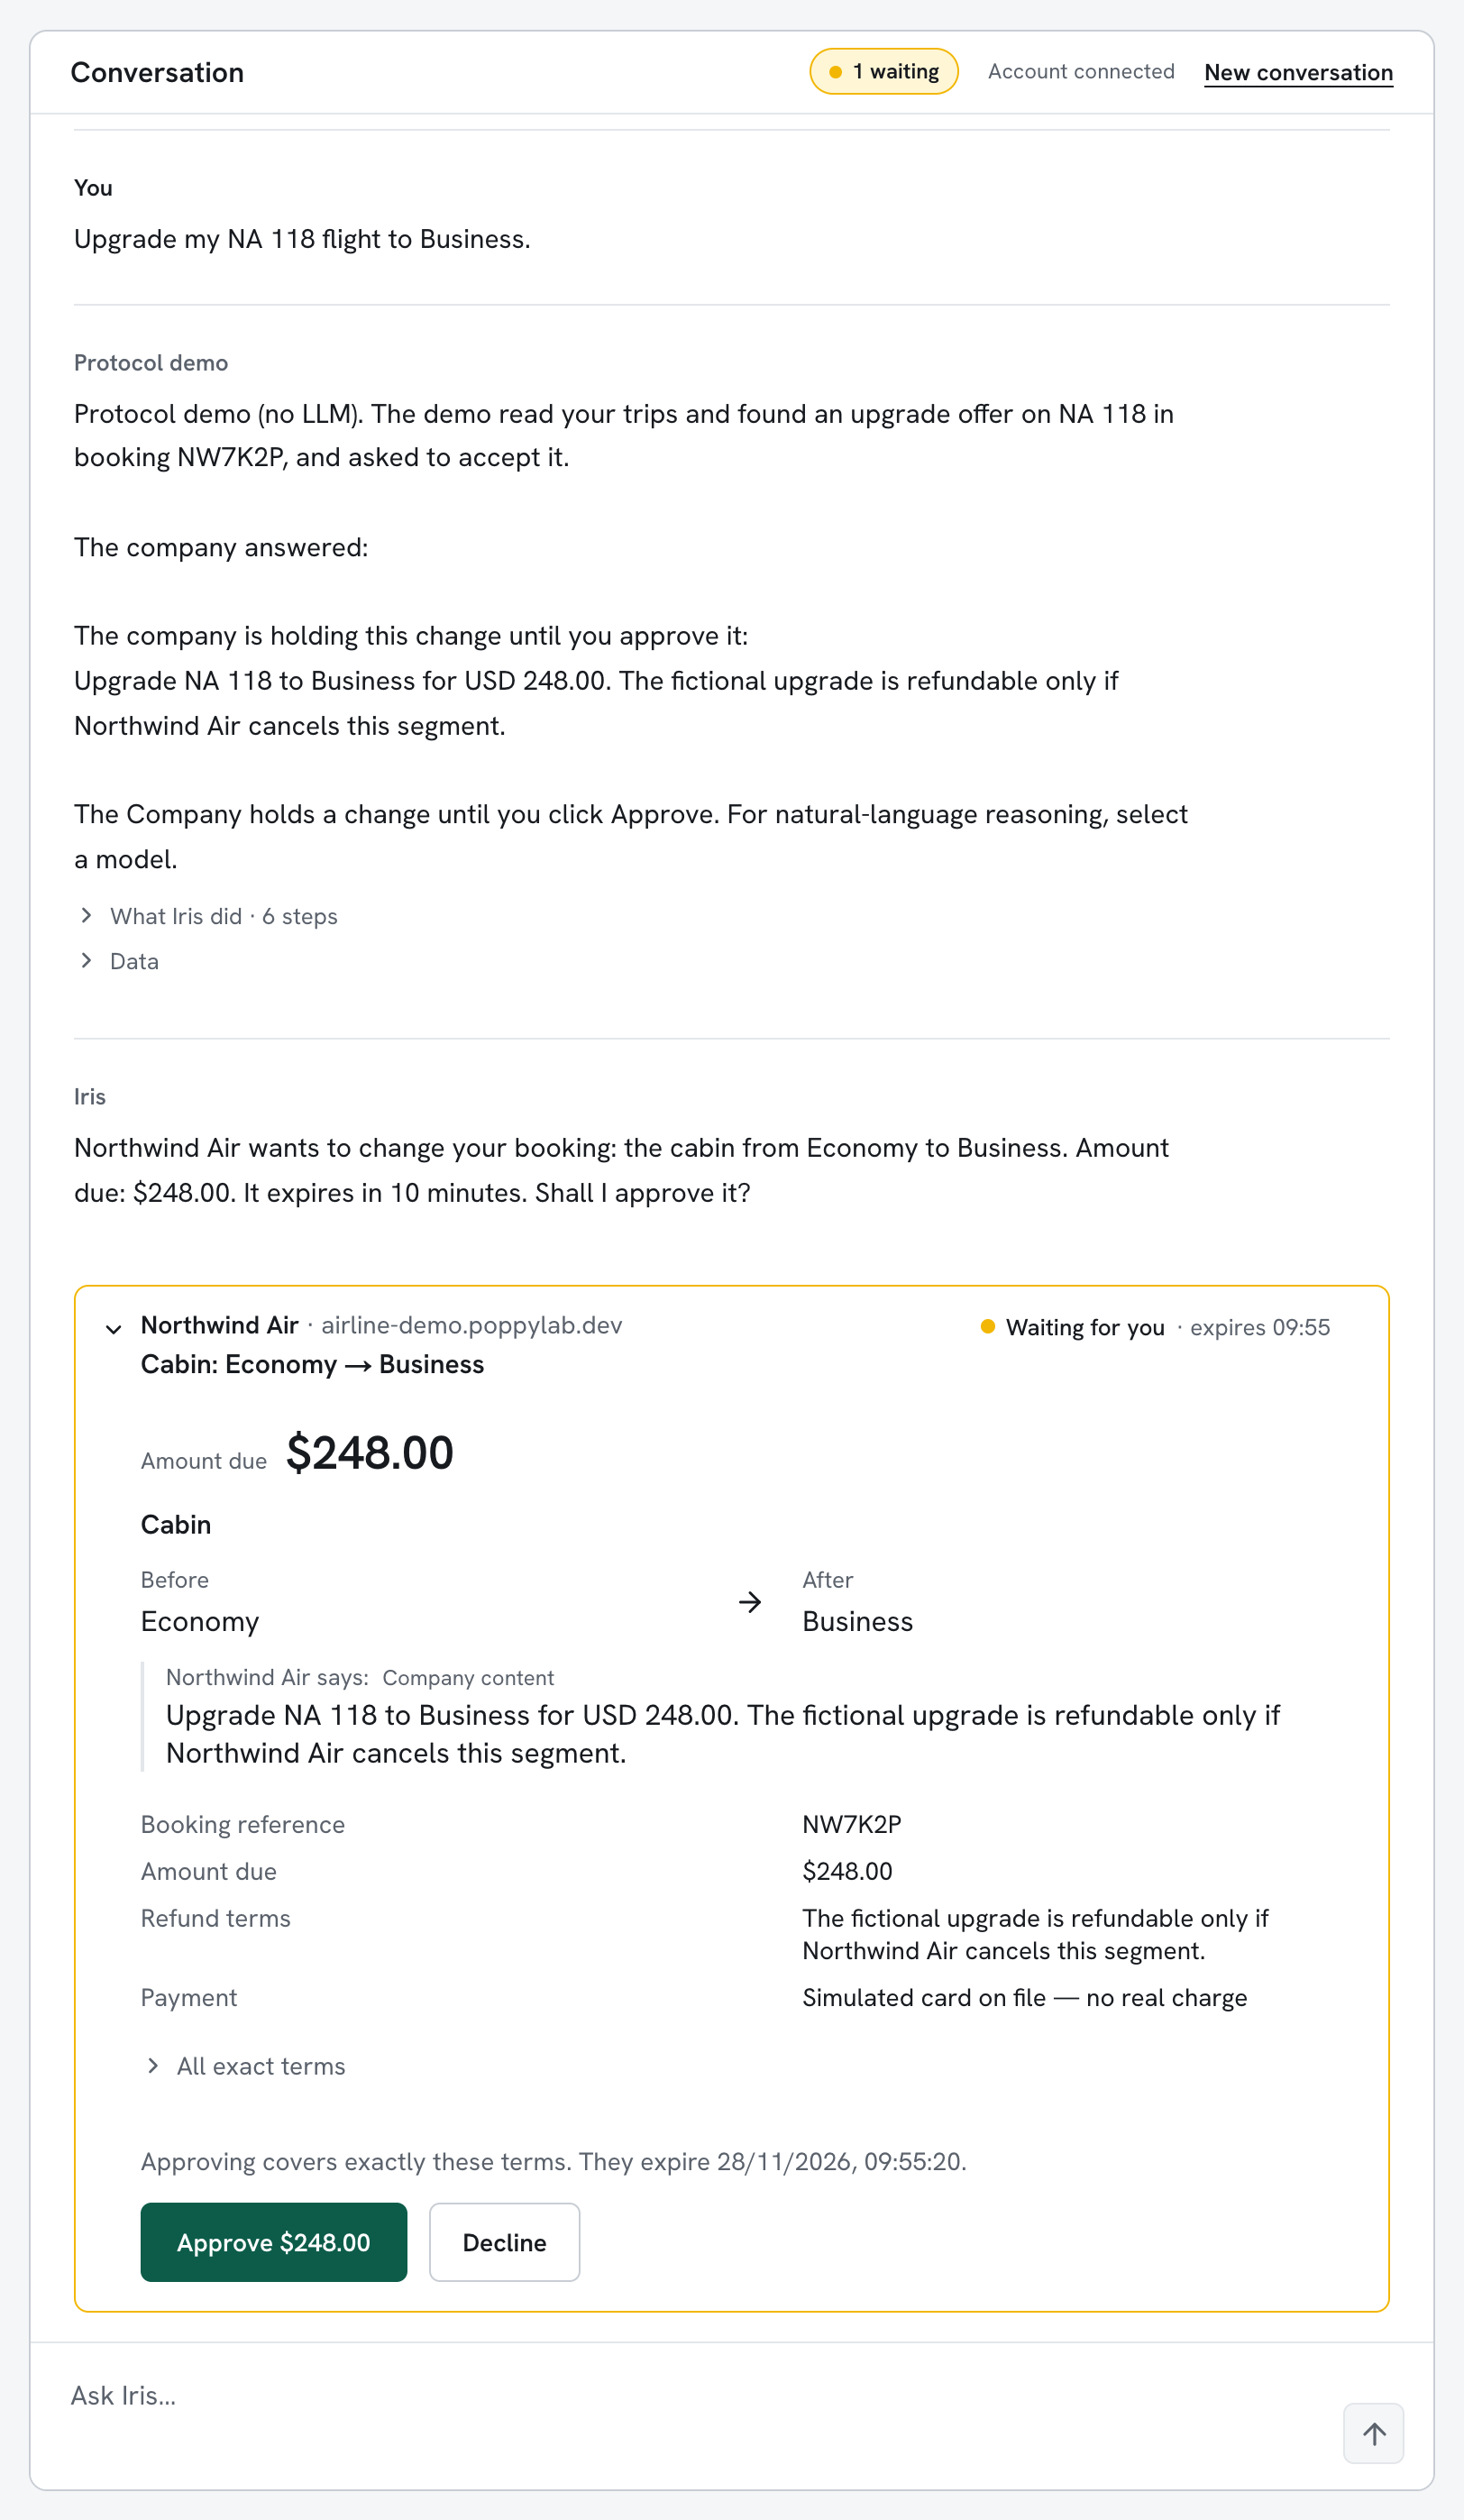 Conversation
1 waiting
Account connected
New conversation
You
Upgrade my NA 118 flight to Business.
Protocol demo
Protocol demo (no LLM). The demo read your trips and found an upgrade offer on NA 118 in
booking NW7K2P, and asked to accept it.
The company answered:
The company is holding this change until you approve it:
Upgrade NA 118 to Business for USD 248.00. The fictional upgrade is refundable only if
Northwind Air cancels this segment.
The Company holds a change until you click Approve. For natural-language reasoning, select
a model.
What Iris did · 6 steps
Data
Iris
Northwind Air wants to change your booking: the cabin from Economy to Business. Amount
due: $248.00. It expires in 10 minutes. Shall I approve it?
Northwind Air · airline-demo.poppylab.dev
Waiting for you · expires 09:55
Cabin: Economy → Business
Amount due $248.00
Cabin
Before
After
Economy
→
Business
Northwind Air says: Company content
Upgrade NA 118 to Business for USD 248.00. The fictional upgrade is refundable only if
Northwind Air cancels this segment.
Booking reference
NW7K2P
Amount due
$248.00
Refund terms
The fictional upgrade is refundable only if
Northwind Air cancels this segment.
Payment
Simulated card on file — no real charge
All exact terms
Approving covers exactly these terms. They expire 28/11/2026, 09:55:20.
Approve $248.00
Decline
Ask Iris...